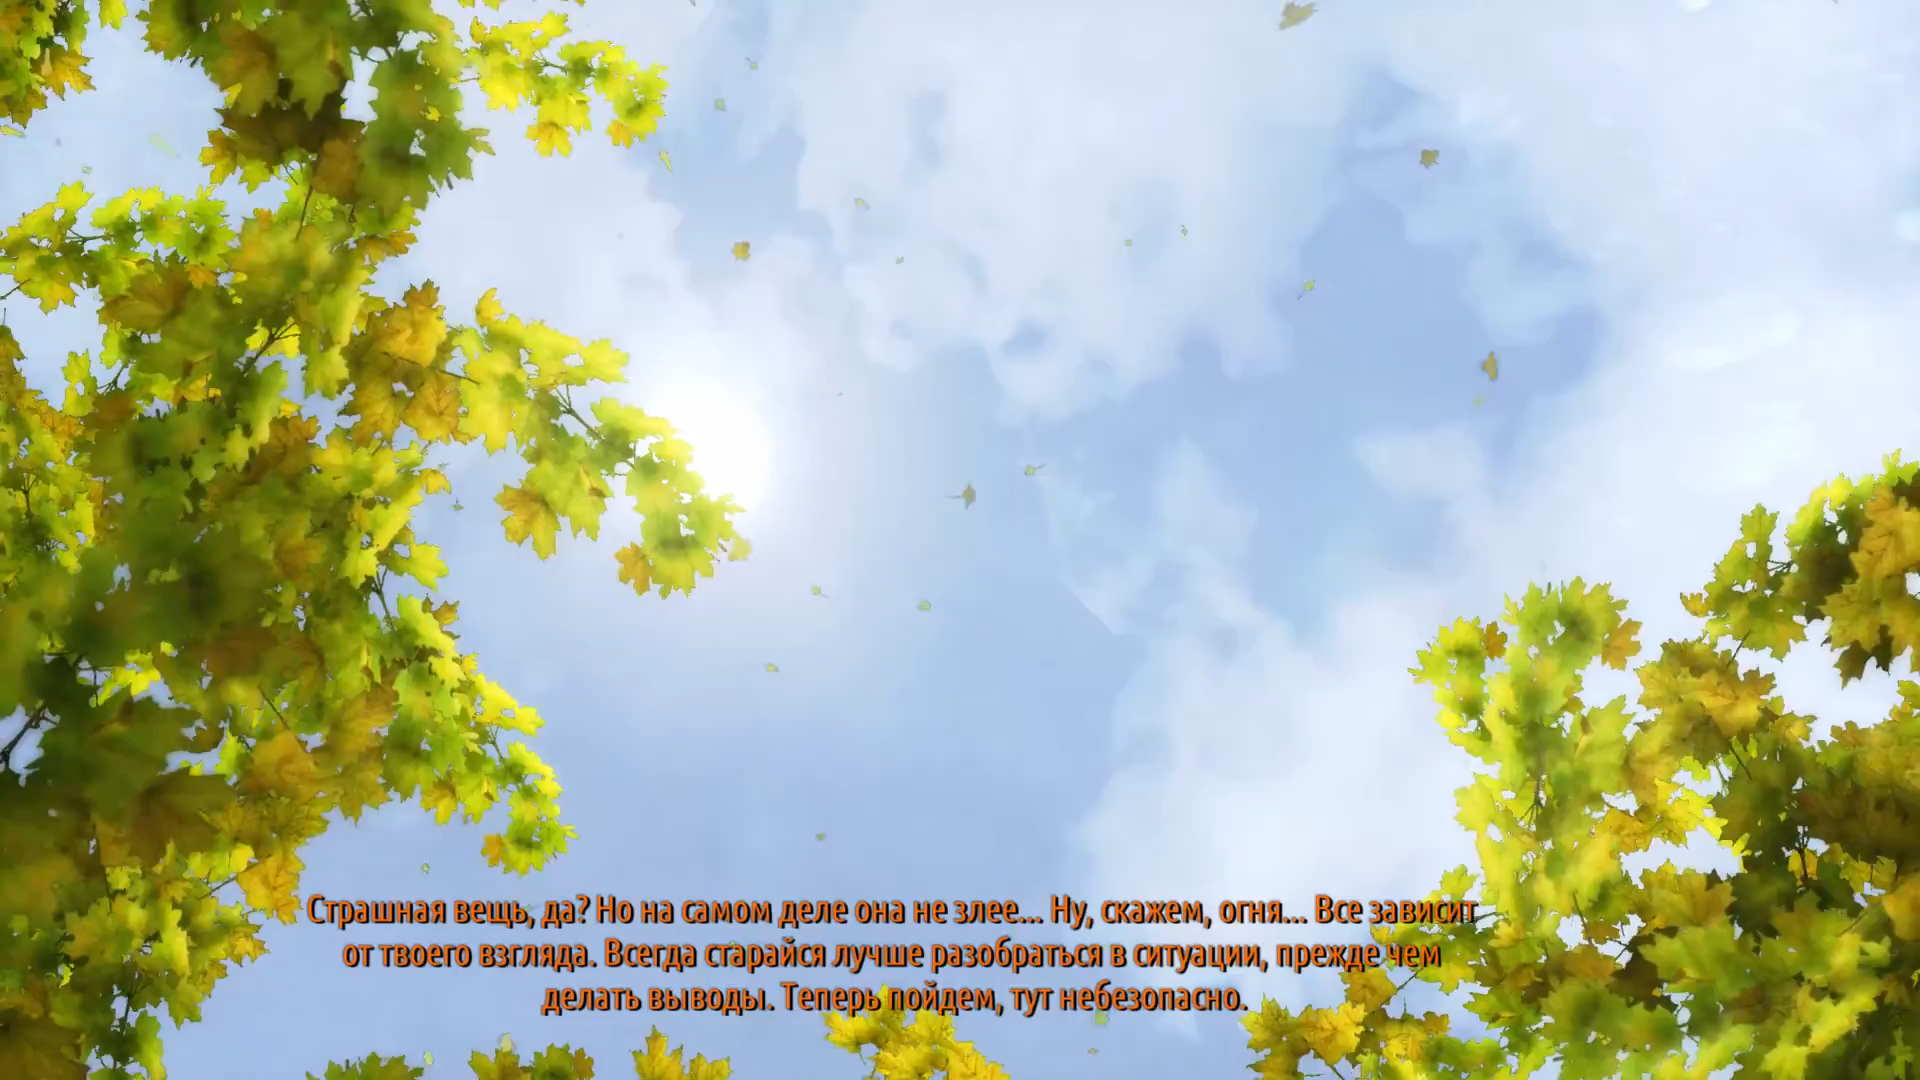 Страшная вещь, да? Но на самом деле она не злее... Ну, скажем, огня... Все зависит
от твоего взгляда. Всегда старайся лучше разобраться в ситуации, прежде чем
делать выводы. Теперь пойдем, тут небезопасно.